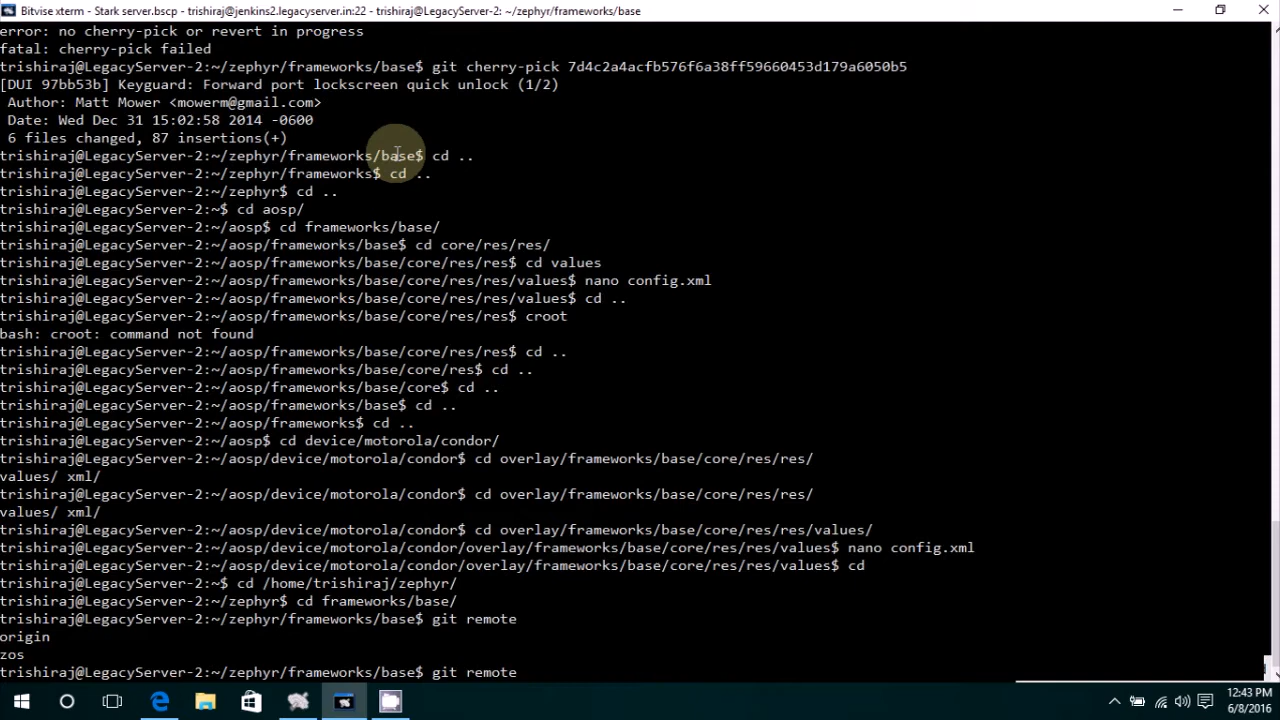 Bitvise xterm - Stark server.bscp - trishiraj@jenkins2.legacyserver.in:22 - trishiraj@LegacyServer-2: ~/zephyr/frameworks/base
error: no cherry-pick or revert in progress
fatal: cherry-pick failed
trishiraj@LegacyServer-2:~/zephyr/frameworks/base$ git cherry-pick 7d4c2a4acfb576f6a38ff59660453d179a6050b5
[DUI 97bb53b] Keyguard: Forward port lockscreen quick unlock (1/2)
 Author: Matt Mower <mowerm@gmail.com>
 Date: Wed Dec 31 15:02:58 2014 -0600
 6 files changed, 87 insertions(+)
trishiraj@LegacyServer-2:~/zephyr/frameworks/base$ cd ..
trishiraj@LegacyServer-2:~/zephyr/frameworks$ cd ..
trishiraj@LegacyServer-2:~/zephyr$ cd ..
trishiraj@LegacyServer-2:~$ cd aosp/
trishiraj@LegacyServer-2:~/aosp$ cd frameworks/base/
trishiraj@LegacyServer-2:~/aosp/frameworks/base$ cd core/res/res/
trishiraj@LegacyServer-2:~/aosp/frameworks/base/core/res/res$ cd values
trishiraj@LegacyServer-2:~/aosp/frameworks/base/core/res/res/values$ nano config.xml
trishiraj@LegacyServer-2:~/aosp/frameworks/base/core/res/res/values$ cd ..
trishiraj@LegacyServer-2:~/aosp/frameworks/base/core/res/res$ croot
bash: croot: command not found
trishiraj@LegacyServer-2:~/aosp/frameworks/base/core/res/res$ cd ..
trishiraj@LegacyServer-2:~/aosp/frameworks/base/core/res$ cd ..
trishiraj@LegacyServer-2:~/aosp/frameworks/base/core$ cd ..
trishiraj@LegacyServer-2:~/aosp/frameworks/base$ cd ..
trishiraj@LegacyServer-2:~/aosp/frameworks$ cd ..
trishiraj@LegacyServer-2:~/aosp$ cd device/motorola/condor/
trishiraj@LegacyServer-2:~/aosp/device/motorola/condor$ cd overlay/frameworks/base/core/res/res/
values/ xml/
trishiraj@LegacyServer-2:~/aosp/device/motorola/condor$ cd overlay/frameworks/base/core/res/res/
values/ xml/
trishiraj@LegacyServer-2:~/aosp/device/motorola/condor$ cd overlay/frameworks/base/core/res/res/values/
trishiraj@LegacyServer-2:~/aosp/device/motorola/condor/overlay/frameworks/base/core/res/res/values$ nano config.xml
trishiraj@LegacyServer-2:~/aosp/device/motorola/condor/overlay/frameworks/base/core/res/res/values$ cd
trishiraj@LegacyServer-2:~$ cd /home/trishiraj/zephyr/
trishiraj@LegacyServer-2:~/zephyr$ cd frameworks/base/
trishiraj@LegacyServer-2:~/zephyr/frameworks/base$ git remote
origin
zos
trishiraj@LegacyServer-2:~/zephyr/frameworks/base$ git remote
12:43 PM
6/8/2016